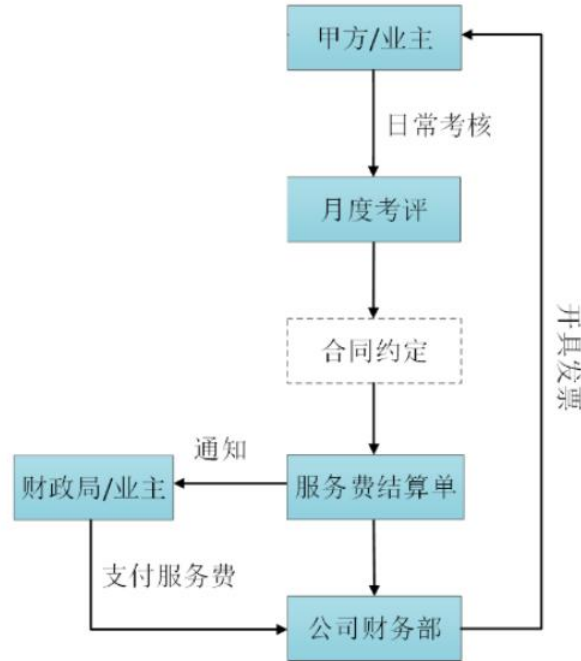 甲方/业主
日常考核
月度考评
合同约定
开具发票
通知
财政局/业主
服务费结算单
支付服务费
公司财务部